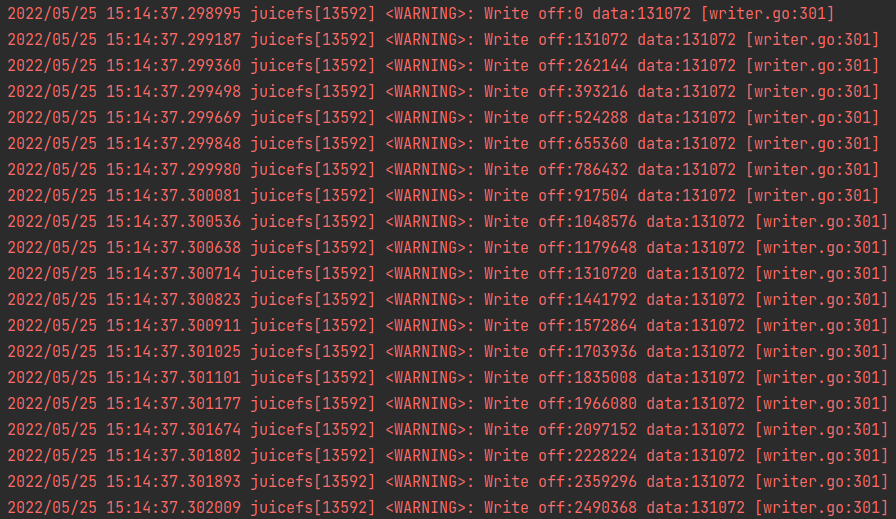 2022/05/25 15:14:37.298995 juicefs[13592] <WARNING>: Write off:0 data:131072 [writer.go:301]
2022/05/25 15:14:37.299187 juicefs[13592] <WARNING>: Write off:131072 data:131072 [writer.go:301]
2022/05/25 15:14:37.299360 juicefs[13592] <WARNING>: Write off:262144 data:131072 [writer.go:301]
2022/05/25 15:14:37.299498 juicefs[13592] <WARNING>: Write off:393216 data:131072 [writer.go:301]
2022/05/25 15:14:37.299669 juicefs[13592] <WARNING>: Write off:524288 data:131072 [writer.go:301]
2022/05/25 15:14:37.299848 juicefs[13592] <WARNING>: Write off:655360 data:131072 [writer.go:301]
2022/05/25 15:14:37.299980 juicefs[13592] <WARNING>: Write off:786432 data:131072 [writer.go:301]
2022/05/25 15:14:37.300081 juicefs[13592] <WARNING>: Write off:917504 data:131072 [writer.go:301]
2022/05/25 15:14:37.300536 juicefs[13592] <WARNING>: Write off:1048576 data:131072 [writer.go:301]
2022/05/25 15:14:37.300638 juicefs[13592] <WARNING>: Write off:1179648 data:131072 [writer.go:301]
2022/05/25 15:14:37.300714 juicefs[13592] <WARNING>: Write off:1310720 data:131072 [writer.go:301]
2022/05/25 15:14:37.300823 juicefs[13592] <WARNING>: Write off:1441792 data:131072 [writer.go:301]
2022/05/25 15:14:37.300911 juicefs[13592] <WARNING>: Write off:1572864 data:131072 [writer.go:301]
2022/05/25 15:14:37.301025 juicefs[13592] <WARNING>: Write off:1703936 data:131072 [writer.go:301]
2022/05/25 15:14:37.301101 juicefs[13592] <WARNING>: Write off:1835008 data:131072 [writer.go:301]
2022/05/25 15:14:37.301177 juicefs[13592] <WARNING>: Write off:1966080 data:131072 [writer.go:301]
2022/05/25 15:14:37.301674 juicefs[13592] <WARNING>: Write off:2097152 data:131072 [writer.go:301]
2022/05/25 15:14:37.301802 juicefs[13592] <WARNING>: Write off:2228224 data:131072 [writer.go:301]
2022/05/25 15:14:37.301893 juicefs[13592] <WARNING>: Write off:2359296 data:131072 [writer.go:301]
2022/05/25 15:14:37.302009 juicefs[13592] <WARNING>: Write off:2490368 data:131072 [writer.go:301]